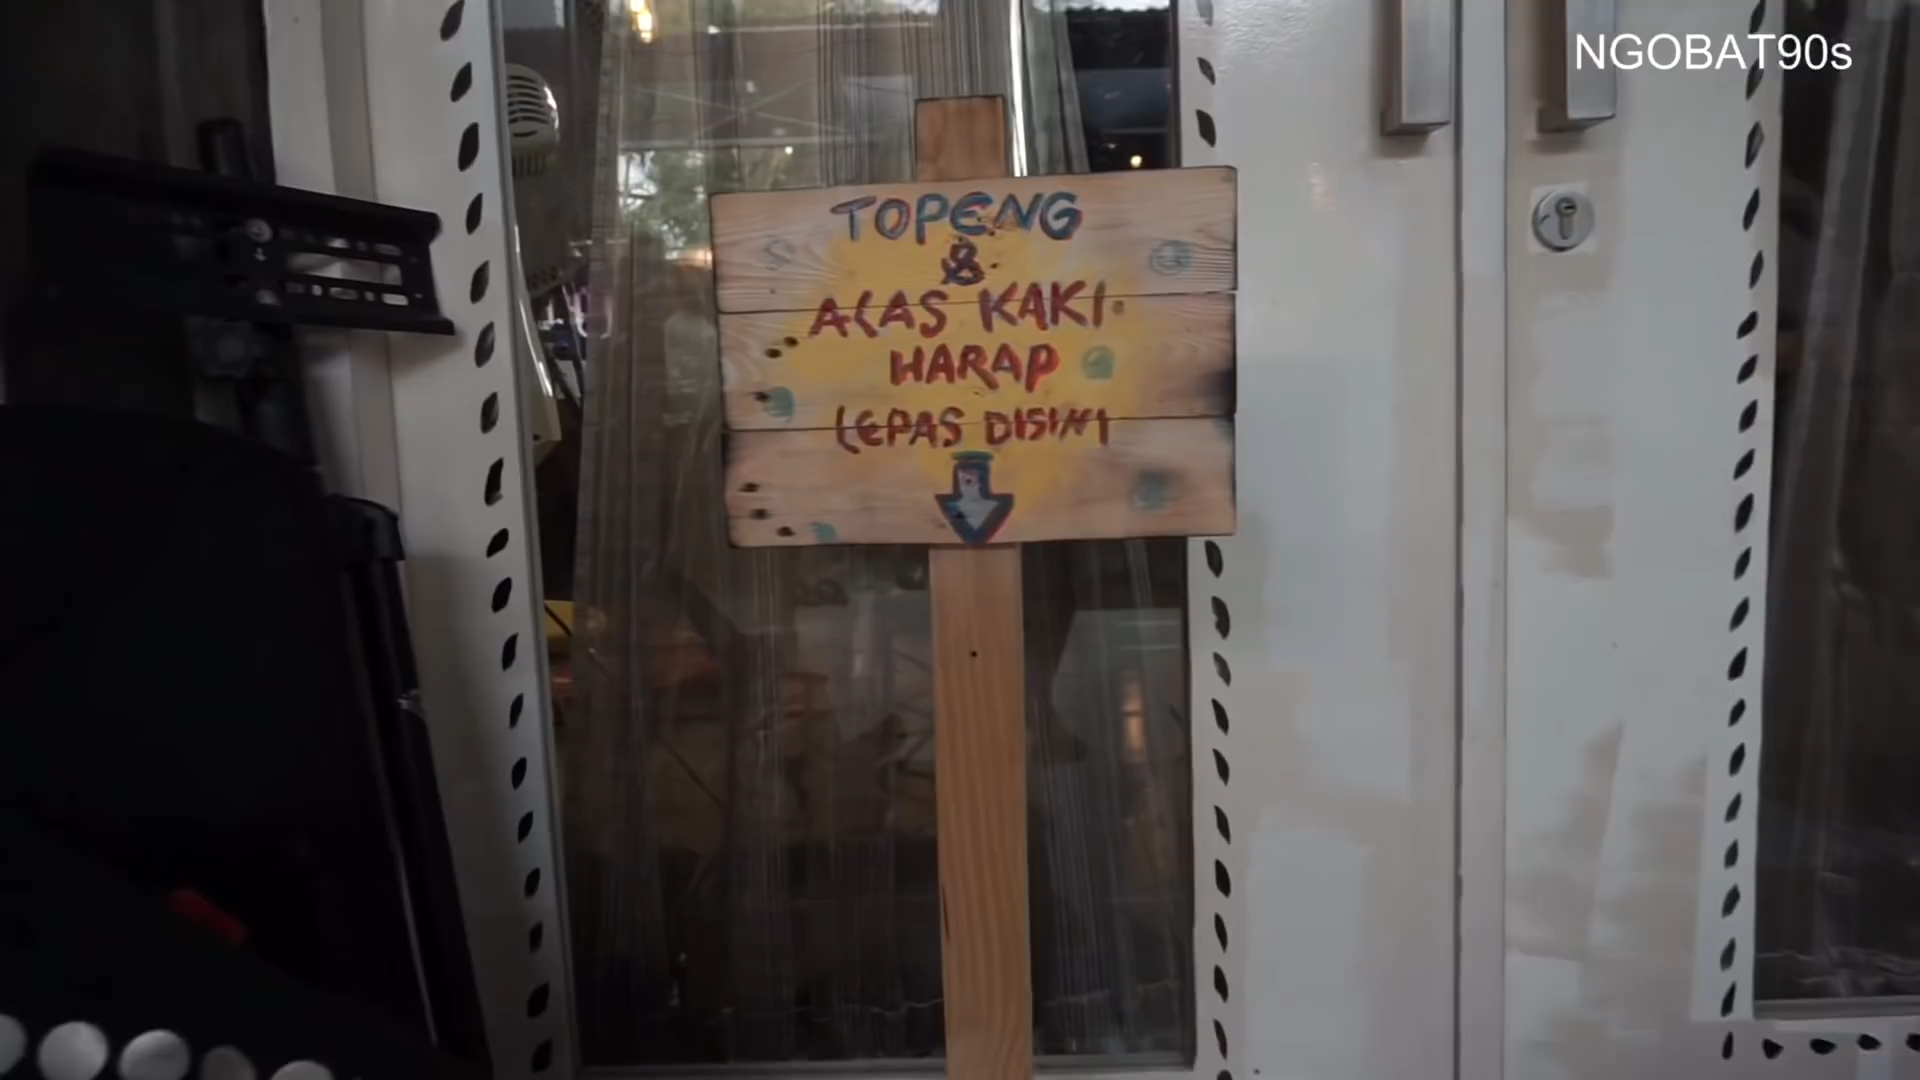 NGOBAT90s
TOPENG
&
ALAS KAKI.
HARAP
LEPAS DISINI